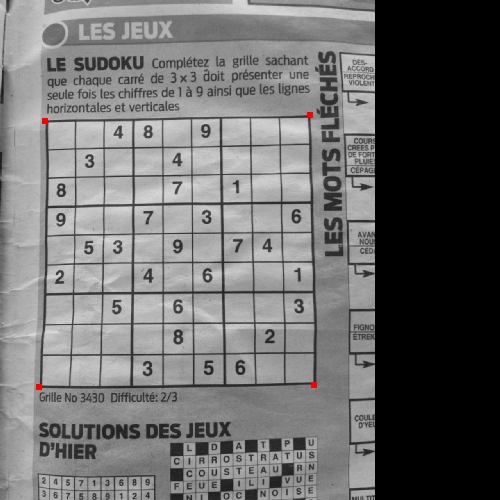 LES JEUX
LE SUDOKU Complétez la grille sachant
que chaque carré de 3 x 3 doit présenter une
seule fois les chiffres de 1 à 9 ainsi que les lignes
horizontales et verticales
4 8 9
3 4
8 7 1
9 7 3 6
5 3 9 7 4
2 4 6 1
5 6 3
8 2
3 5 6
Grille No 3430 Difficulté: 2/3
LES MOTS FLÉCHÉS
DÉS-
ACCORD
REPROCHE
VIOLENT
COURS
CRÉES P
DE FORT
PLUIES
CÉPAGE
AVAN
NOU
CÉD
FIGNO
ÉTREIN
COULE
D'YEU
MULTI
SOLUTIONS DES JEUX
D'HIER
2 4 5 7 1 3 9 8 6
3 6 7 5 8 9 1 2 4
L D A T P U
C I R R O S T R A T U S
C O U S T E A U R N
F E U E I L I V U E
N I O C N O I S E